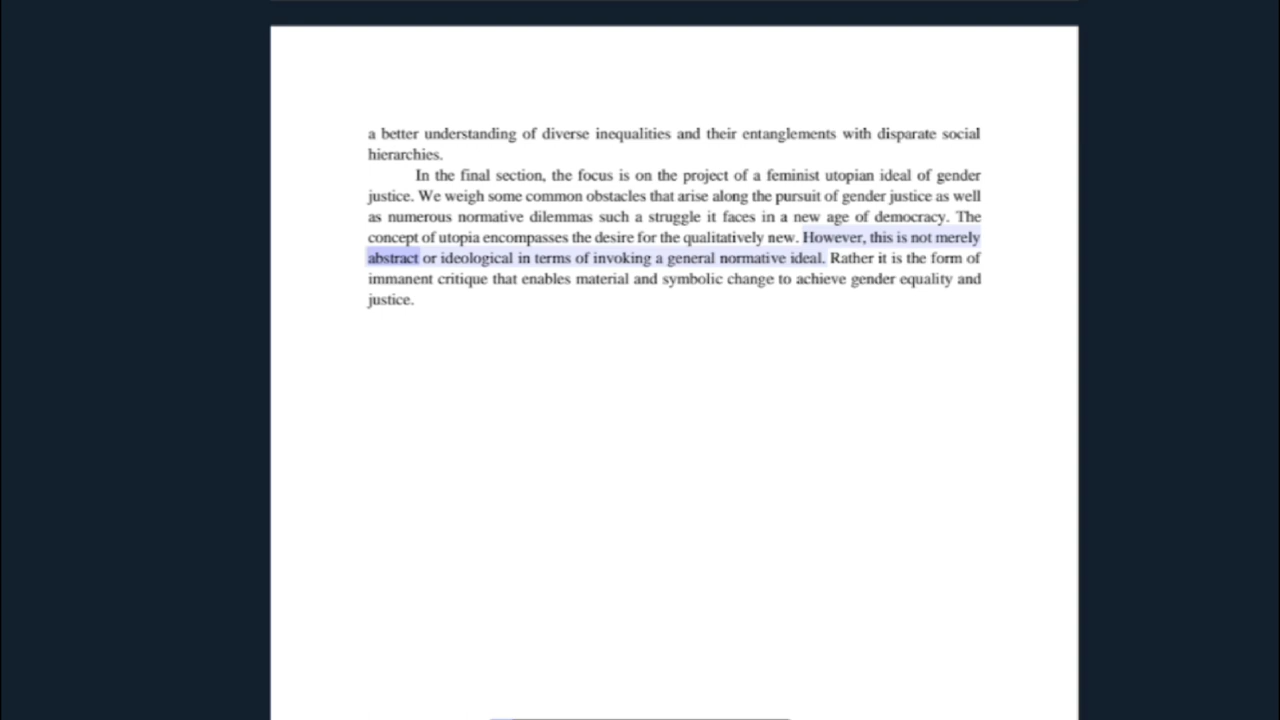 a better understanding of diverse inequalities and their entanglements with disparate social
hierarchies.
In the final section, the focus is on the project of a feminist utopian ideal of gender
justice. We weigh some common obstacles that arise along the pursuit of gender justice as well
as numerous normative dilemmas such a struggle it faces in a new age of democracy. The
concept of utopia encompasses the desire for the qualitatively new. However, this is not merely
abstract or ideological in terms of invoking a general normative ideal. Rather it is the form of
immanent critique that enables material and symbolic change to achieve gender equality and
justice.